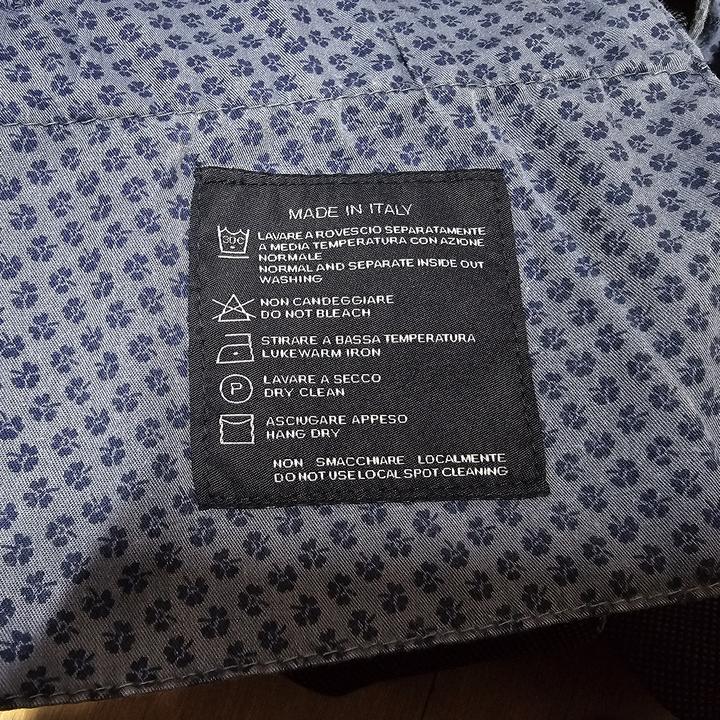 MADE IN ITALY
30c
LAVARE A ROVESCIO SEPARATAMENTE
A MEDIA TEMPERATURA CON AZIONE
NORMALE
NORMAL AND SEPARATE INSIDE OUT
WASHING
NON CANDEGGIARE
DO NOT BLEACH
STIRARE A BASSA TEMPERATURA
LUKEWARM IRON
P
LAVARE A SECCO
DRY CLEAN
ASCIUGARE APPESO
HANG DRY
NON SMACCHIARE LOCALMENTE
DO NOT USE LOCAL SPOT CLEANING